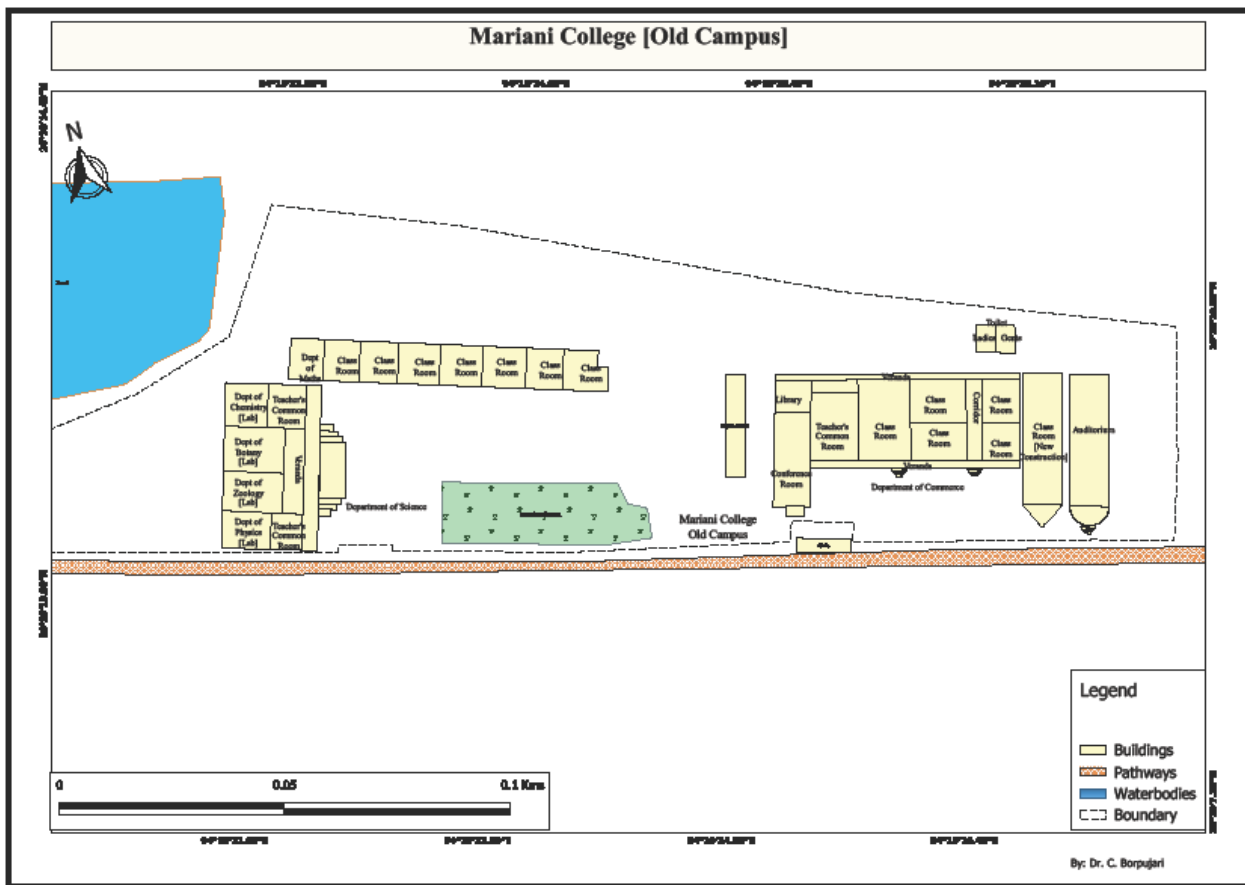 Mariani College [Old Campus]
N
Toilet
Ladies
Gents
Dept
of
Maths
Class
Room
Class
Room
Class
Room
Class
Room
Class
Room
Class
Room
Class
Room
Dept of
Chemistry
[Lab]
Teacher's
Common
Room
Dept of
Botany
[Lab]
Veranda
Dept of
Zoology
[Lab]
Dept of
Physics
[Lab]
Teacher's
Common
Room
Department of Science
Veranda
Library
Teacher's
Common
Room
Class
Room
Class
Room
Class
Room
Corridor
Class
Room
Class
Room
Class
Room
[New
Construction]
Auditorium
Conference
Room
Veranda
Department of Commerce
Mariani College
Old Campus
Legend
Buildings
Pathways
Waterbodies
Boundary
0
0.05
0.1 Kms
By: Dr. C. Borpujari